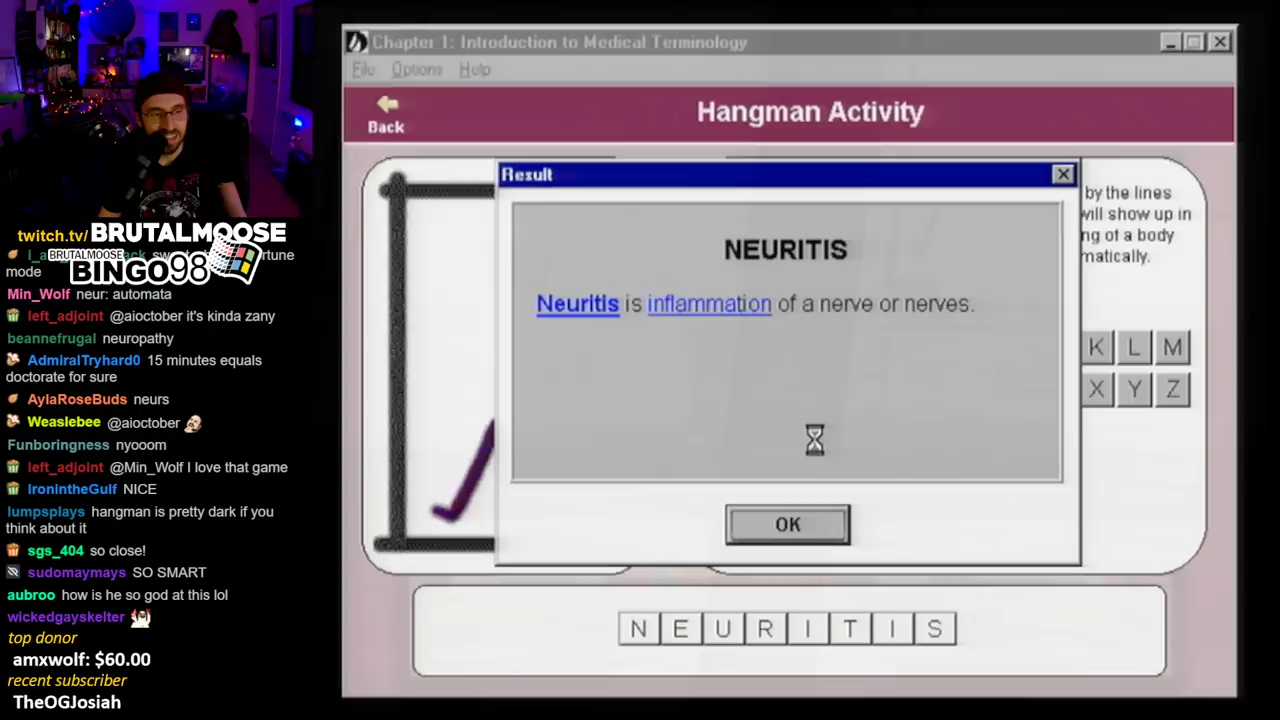 twitch.tv/BRUTALMOOSE
BRUTALMOOSE
BINGO98
mode
Min_Wolf neur: automata
left_adjoint @aioctober it's kinda zany
beannefrugal neuropathy
AdmiralTryhard0 15 minutes equals
doctorate for sure
AylaRoseBuds neurs
Weaslebee @aioctober
Funboringness nyooom
left_adjoint @Min_Wolf I love that game
IronintheGulf NICE
lumpsplays hangman is pretty dark if you
think about it
sgs_404 so close!
sudomaymays SO SMART
aubroo how is he so god at this lol
wickedgayskelter
top donor
amxwolf: $60.00
recent subscriber
TheOGJosiah
Chapter 1: Introduction to Medical Terminology
File Options Help
Back
Hangman Activity
Result
NEURITIS
Neuritis is inflammation of a nerve or nerves.
OK
by the lines
will show up in
ng of a body
matically.
K L M
X Y Z
N E U R I T I S